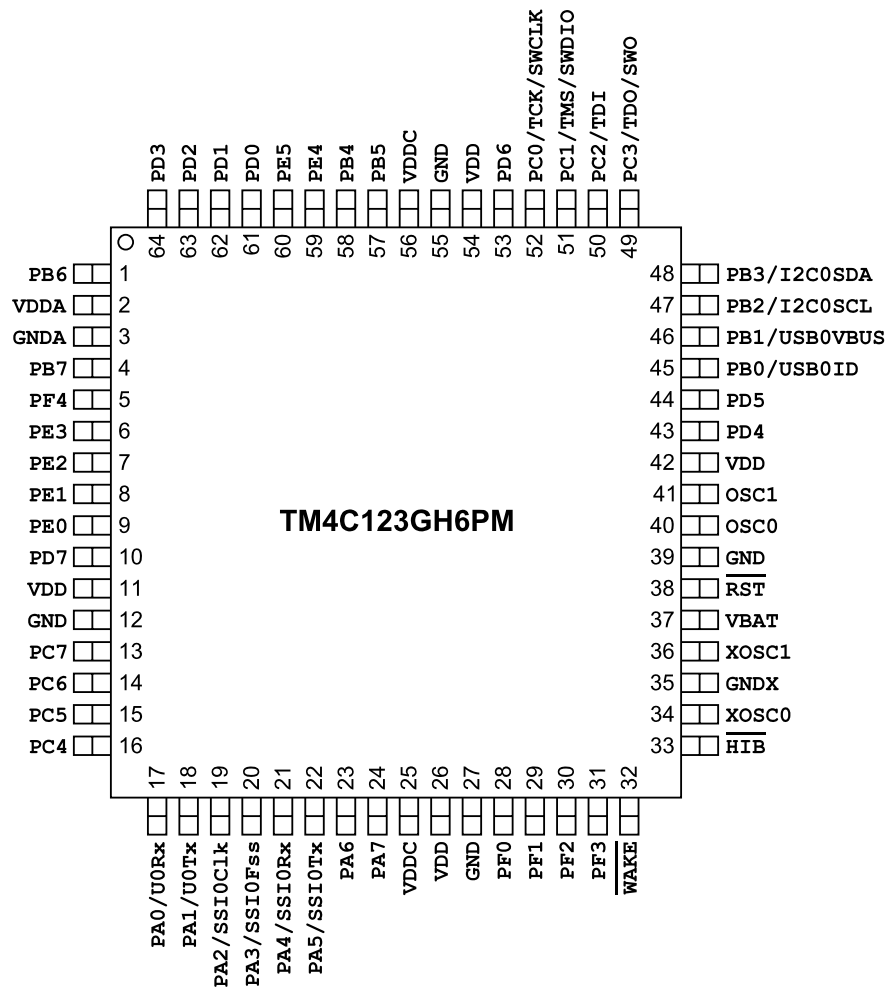 PD3 PD2 PD1 PD0 PE5 PE4 PB4 PB5 VDDC GND VDD PD6 PC0/TCK/SWCLK PC1/TMS/SWDIO PC2/TDI PC3/TDO/SWO
64 63 62 61 60 59 58 57 56 55 54 53 52 51 50 49
PB6 1 48 PB3/I2C0SDA
VDDA 2 47 PB2/I2C0SCL
GNDA 3 46 PB1/USB0VBUS
PB7 4 45 PB0/USB0ID
PF4 5 44 PD5
PE3 6 43 PD4
PE2 7 42 VDD
PE1 8 41 OSC1
PE0 9 TM4C123GH6PM 40 OSC0
PD7 10 39 GND
VDD 11 38 RST
GND 12 37 VBAT
PC7 13 36 XOSC1
PC6 14 35 GNDX
PC5 15 34 XOSC0
PC4 16 33 HIB
17 18 19 20 21 22 23 24 25 26 27 28 29 30 31 32
PA0/U0Rx PA1/U0Tx PA2/SSI0Clk PA3/SSI0Fss PA4/SSI0Rx PA5/SSI0Tx PA6 PA7 VDDC VDD GND PF0 PF1 PF2 PF3 WAKE